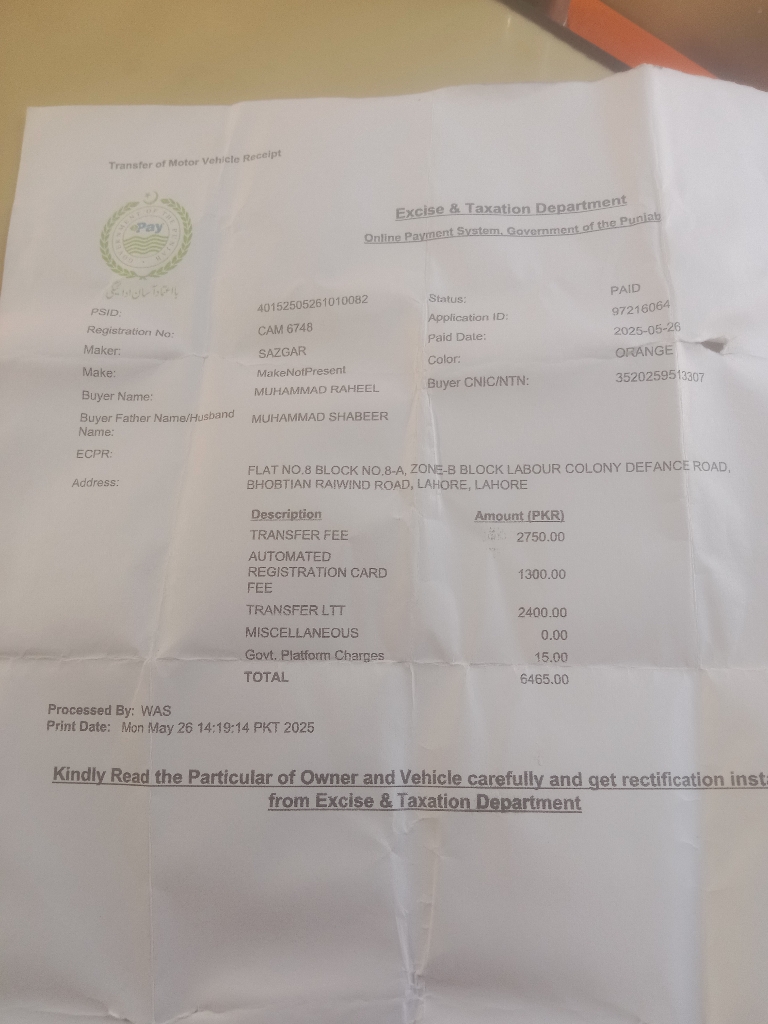 Transfer of Motor Vehicle Receipt
Excise & Taxation Department
Online Payment System, Government of the Punjab
ePay
PSID: 40152505261010082
Status: PAID
Registration No: CAM 6748
Application ID: 97216064
Maker: SAZGAR
Paid Date: 2025-05-26
Make: MakeNotPresent
Color: ORANGE
Buyer Name: MUHAMMAD RAHEEL
Buyer CNIC/NTN: 3520259513307
Buyer Father Name/Husband Name: MUHAMMAD SHABEER
ECPR:
Address: FLAT NO.8 BLOCK NO.8-A, ZONE-B BLOCK LABOUR COLONY DEFANCE ROAD,
BHOBTIAN RAIWIND ROAD, LAHORE, LAHORE
Description Amount (PKR)
TRANSFER FEE 2750.00
AUTOMATED REGISTRATION CARD FEE 1300.00
TRANSFER LTT 2400.00
MISCELLANEOUS 0.00
Govt. Platform Charges 15.00
TOTAL 6465.00
Processed By: WAS
Print Date: Mon May 26 14:19:14 PKT 2025
Kindly Read the Particular of Owner and Vehicle carefully and get rectification
from Excise & Taxation Department